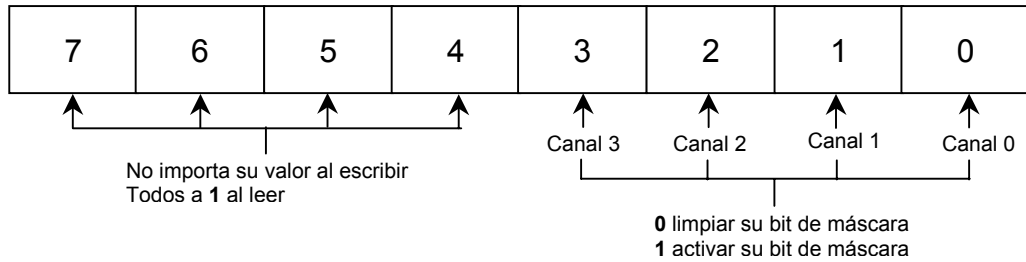 7 6 5 4 3 2 1 0
Canal 3 Canal 2 Canal 1 Canal 0
No importa su valor al escribir
Todos a 1 al leer
0 limpiar su bit de máscara
1 activar su bit de máscara